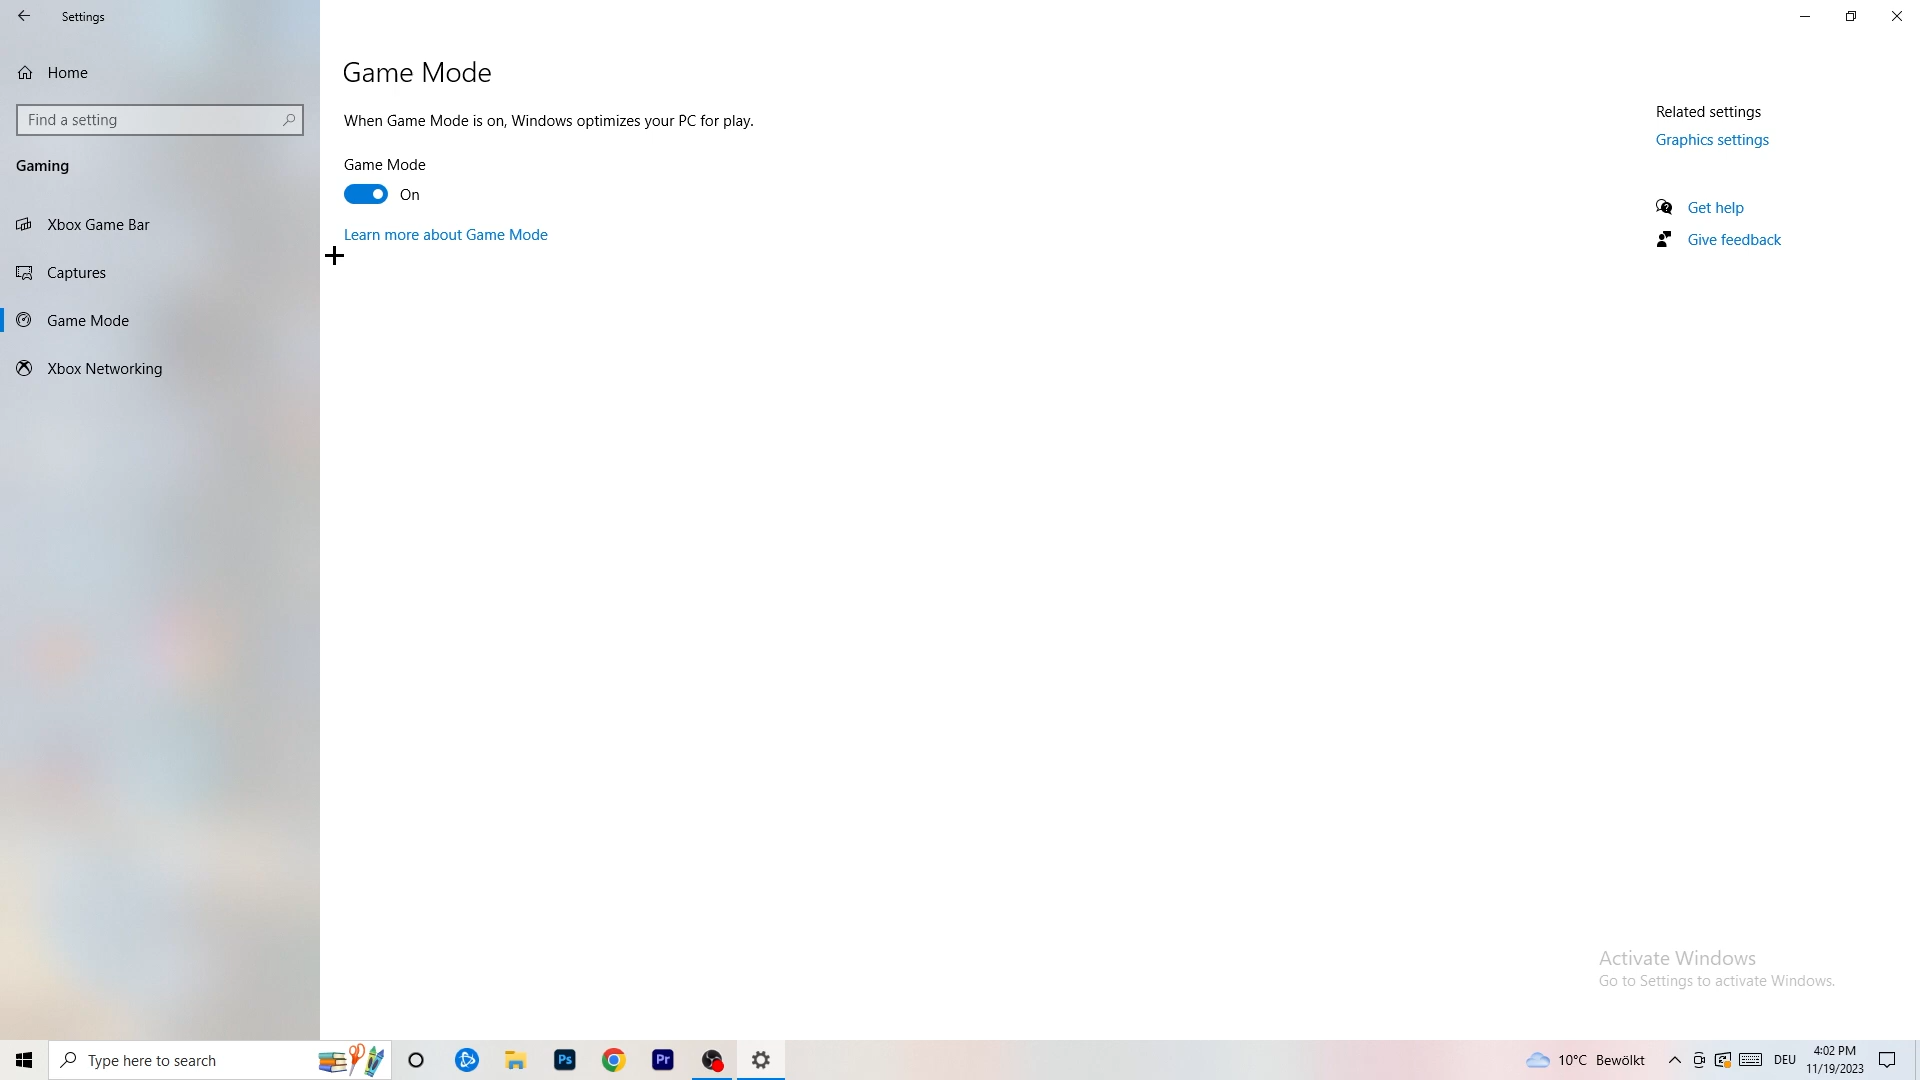 Settings
Home
Find a setting
Gaming
Xbox Game Bar
Captures
Game Mode
Xbox Networking
Game Mode
When Game Mode is on, Windows optimizes your PC for play.
Game Mode
On
Learn more about Game Mode
Related settings
Graphics settings
Get help
Give feedback
Activate Windows
Go to Settings to activate Windows.
Type here to search
Ps
Pr
10°C Bewölkt
DEU
4:02 PM
11/19/2023